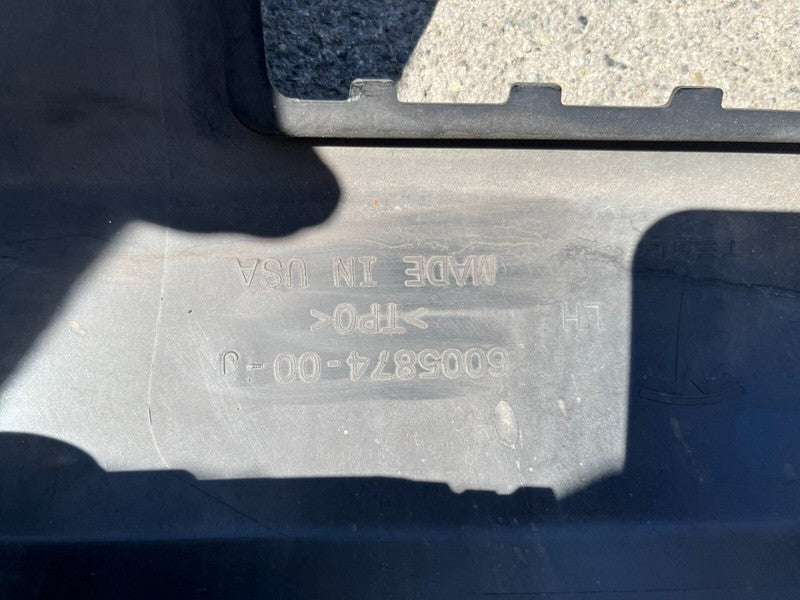 6005874-00-J
>TPO<
LH
MADE IN USA